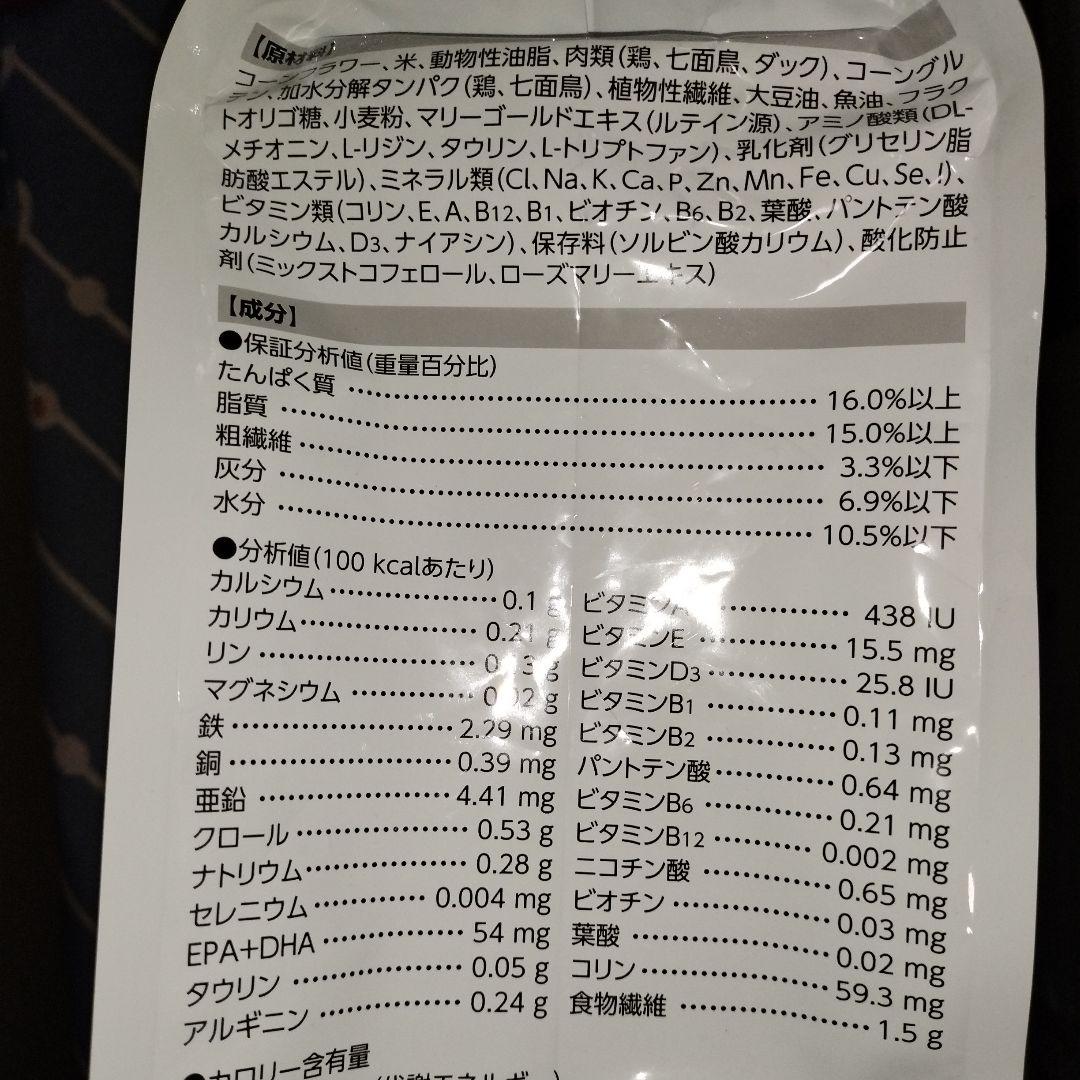 【原材料】
コーンフラワー、米、動物性油脂、肉類(鶏、七面鳥、ダック)、コーングル
テン、加水分解タンパク(鶏、七面鳥)、植物性繊維、大豆油、魚油、フラク
トオリゴ糖、小麦粉、マリーゴールドエキス(ルテイン源)、アミノ酸類(DL-
メチオニン、L-リジン、タウリン、L-トリプトファン)、乳化剤(グリセリン脂
肪酸エステル)、ミネラル類(Cl、Na、K、Ca、P、Zn、Mn、Fe、Cu、Se、I)、
ビタミン類(コリン、E、A、B12、B1、ビオチン、B6、B2、葉酸、パントテン酸
カルシウム、D3、ナイアシン)、保存料(ソルビン酸カリウム)、酸化防止
剤(ミックストコフェロール、ローズマリーエキス)
【成分】
●保証分析値(重量百分比)
たんぱく質 16.0%以上
脂質 15.0%以上
粗繊維 3.3%以下
灰分 6.9%以下
水分 10.5%以下
●分析値(100 kcalあたり)
カルシウム 0.1 g
カリウム 0.21 g
リン 0.13 g
マグネシウム 0.02 g
鉄 2.29 mg
銅 0.39 mg
亜鉛 4.41 mg
クロール 0.53 g
ナトリウム 0.28 g
セレニウム 0.004 mg
EPA+DHA 54 mg
タウリン 0.05 g
アルギニン 0.24 g
ビタミンA 438 IU
ビタミンE 15.5 mg
ビタミンD3 25.8 IU
ビタミンB1 0.11 mg
ビタミンB2 0.13 mg
パントテン酸 0.64 mg
ビタミンB6 0.21 mg
ビタミンB12 0.002 mg
ニコチン酸 0.65 mg
ビオチン 0.03 mg
葉酸 0.02 mg
コリン 59.3 mg
食物繊維 1.5 g
●カロリー含有量